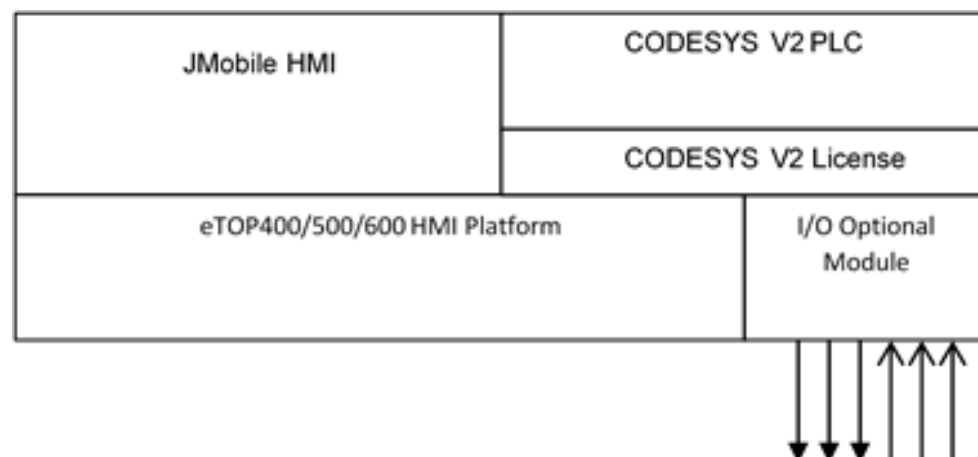 JMobile HMI
CODESYS V2 PLC
CODESYS V2 License
eTOP400/500/600 HMI Platform
I/O Optional
Module